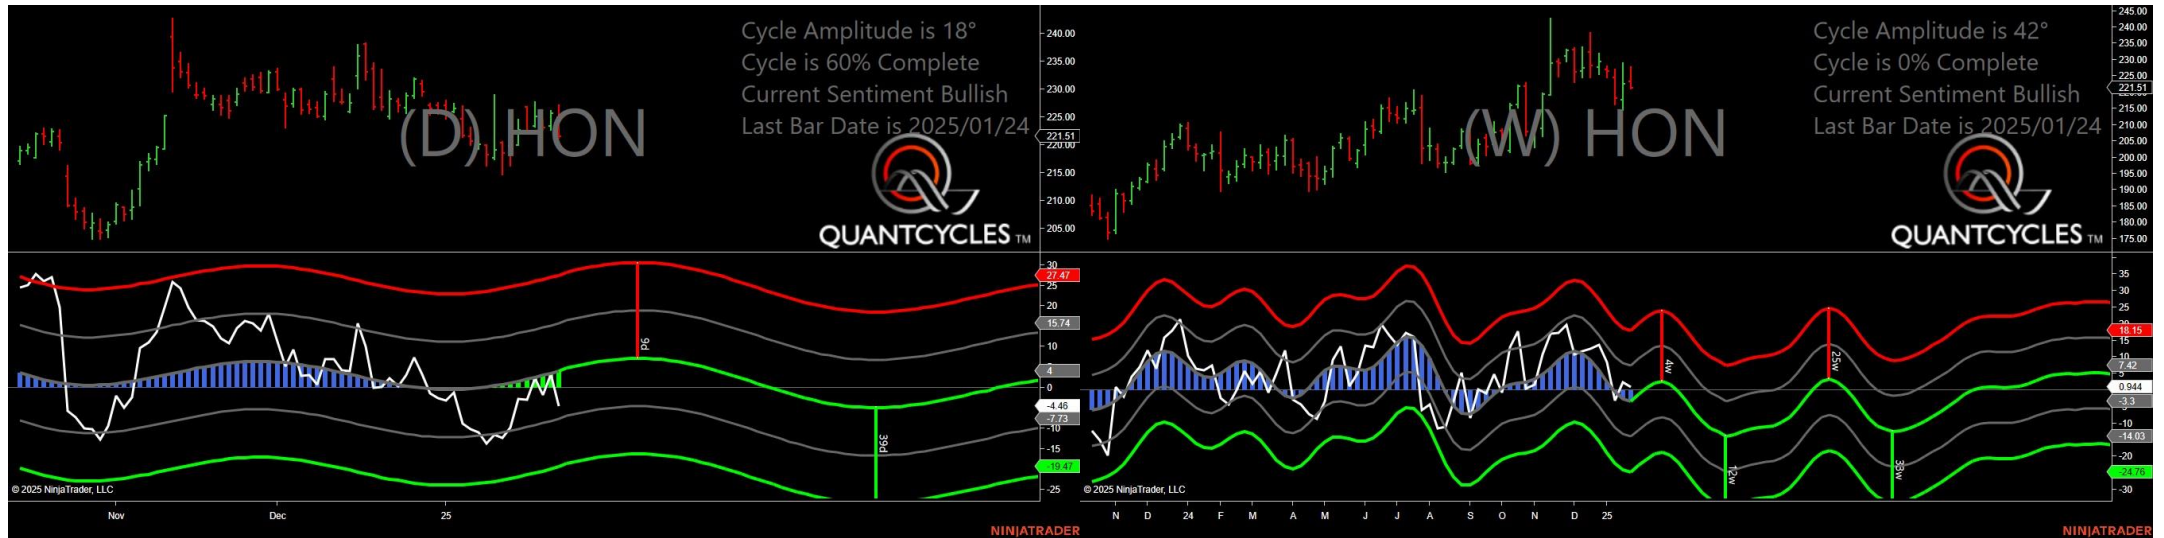 Cycle Amplitude is 18°
Cycle is 60% Complete
Current Sentiment Bullish
Last Bar Date is 2025/01/24
(D) HON
QUANTCYCLES TM
240.00
235.00
230.00
225.00
221.51
220.00
215.00
210.00
205.00
30
27.47
25
20
15.74
10
4
0
-4.46
-7.73
-10
-15
-19.47
-25
9d
39d
© 2025 NinjaTrader, LLC
Nov
Dec
25
NINJATRADER
Cycle Amplitude is 42°
Cycle is 0% Complete
Current Sentiment Bullish
Last Bar Date is 2025/01/24
(W) HON
QUANTCYCLES TM
245.00
240.00
235.00
230.00
225.00
221.51
215.00
210.00
205.00
200.00
195.00
190.00
185.00
180.00
175.00
35
30
25
20
18.15
15
10
7.42
5
0.944
-3.3
-10
-14.03
-20
-24.76
-30
4w
12w
25w
© 2025 NinjaTrader, LLC
N D 24 F M A M J J A S O N D 25
NINJATRADER